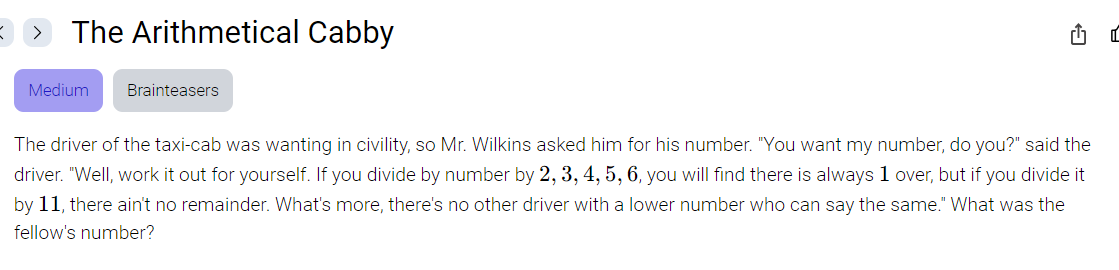 The Arithmetical Cabby
Medium
Brainteasers
The driver of the taxi-cab was wanting in civility, so Mr. Wilkins asked him for his number. "You want my number, do you?" said the
driver. "Well, work it out for yourself. If you divide by number by 2, 3, 4, 5, 6, you will find there is always 1 over, but if you divide it
by 11, there ain't no remainder. What's more, there's no other driver with a lower number who can say the same." What was the
fellow's number?